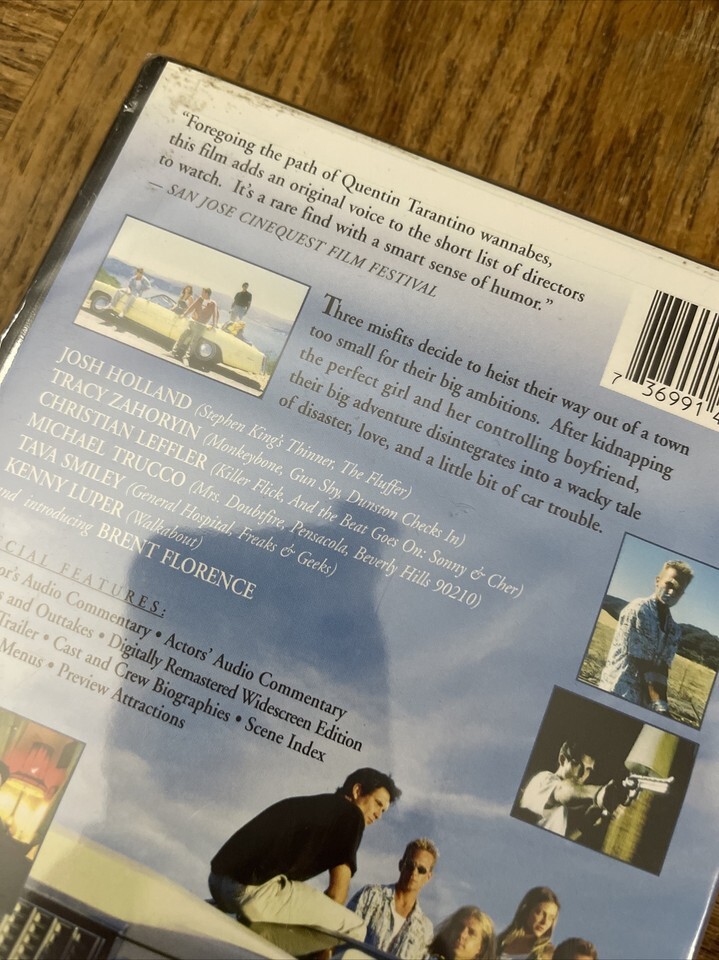 “Foregoing the path of Quentin Tarantino wannabes,
this film adds an original voice to the short list of directors
to watch. It’s a rare find with a smart sense of humor.”
— SAN JOSE CINEQUEST FILM FESTIVAL
Three misfits decide to heist their way out of a town
too small for their big ambitions. After kidnapping
the perfect girl and her controlling boyfriend,
their big adventure disintegrates into a wacky tale
of disaster, love, and a little bit of car trouble.
7 36991 4
JOSH HOLLAND (Stephen King’s Thinner, The Fluffer)
TRACY ZAHORYIN (Monkeybone, Gun Shy, Dunston Checks In)
CHRISTIAN LEFFLER (Killer Flick, And the Beat Goes On: Sonny & Cher)
MICHAEL TRUCCO (Mrs. Doubtfire, Pensacola, Beverly Hills 90210)
TAVA SMILEY (General Hospital, Freaks & Geeks)
KENNY LUPER (Walkabout)
introducing BRENT FLORENCE
FEATURES:
Audio Commentary • Actors’ Audio Commentary
and Outtakes • Digitally Remastered Widescreen Edition
Trailer • Cast and Crew Biographies • Scene Index
Menus • Preview Attractions